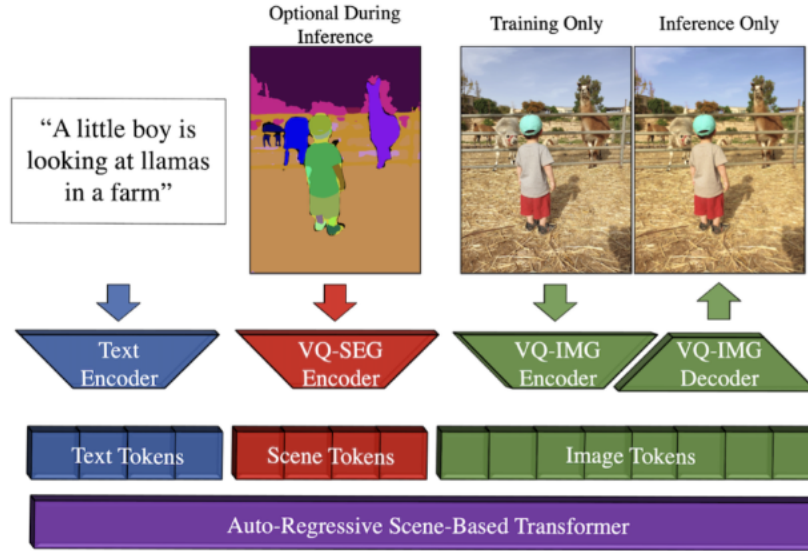 Optional During
Inference
Training Only
Inference Only
“A little boy is
looking at llamas
in a farm”
Text
Encoder
VQ-SEG
Encoder
VQ-IMG
Encoder
VQ-IMG
Decoder
Text Tokens
Scene Tokens
Image Tokens
Auto-Regressive Scene-Based Transformer